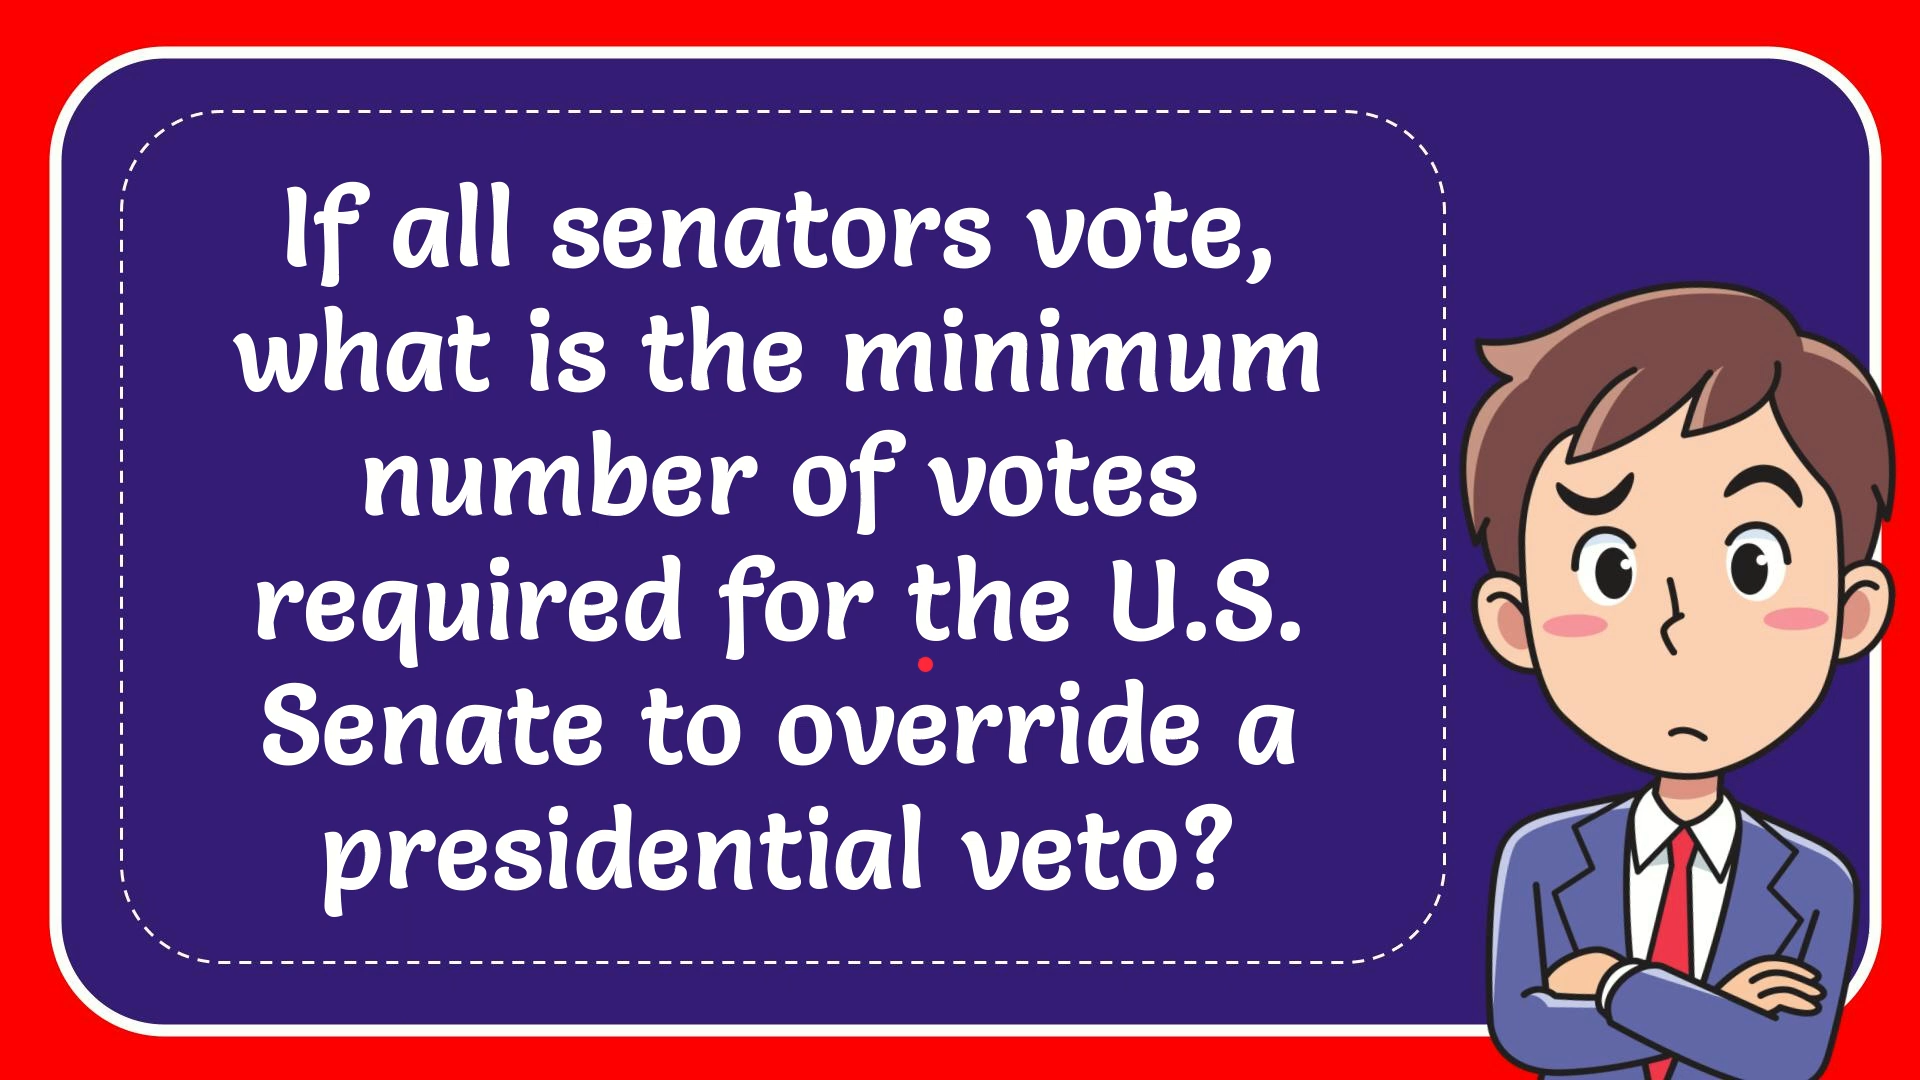 If all senators vote,
what is the minimum
number of votes
required for the U.S.
Senate to override a
presidential veto?